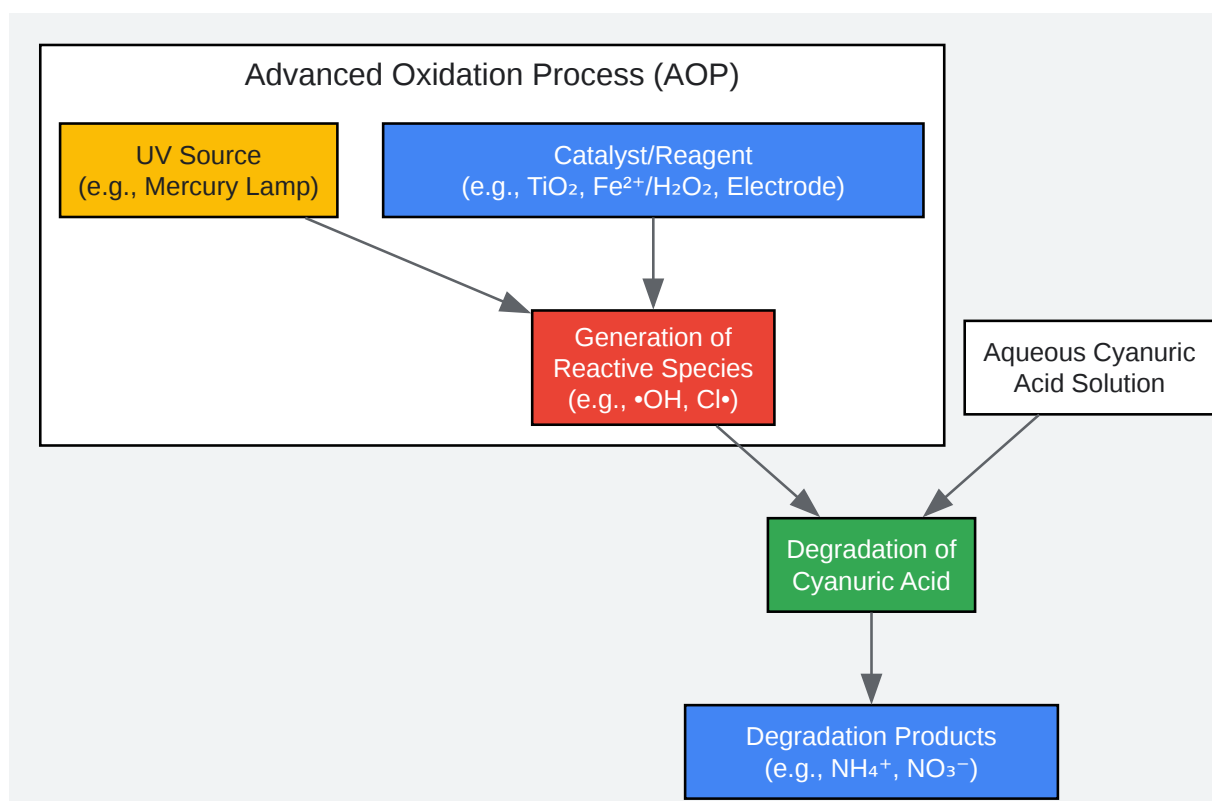 Advanced Oxidation Process (AOP)
UV Source
(e.g., Mercury Lamp)
Catalyst/Reagent
(e.g., TiO₂, Fe²⁺/H₂O₂, Electrode)
Generation of
Reactive Species
(e.g., •OH, Cl•)
Aqueous Cyanuric
Acid Solution
Degradation of
Cyanuric Acid
Degradation Products
(e.g., NH₄⁺, NO₃⁻)